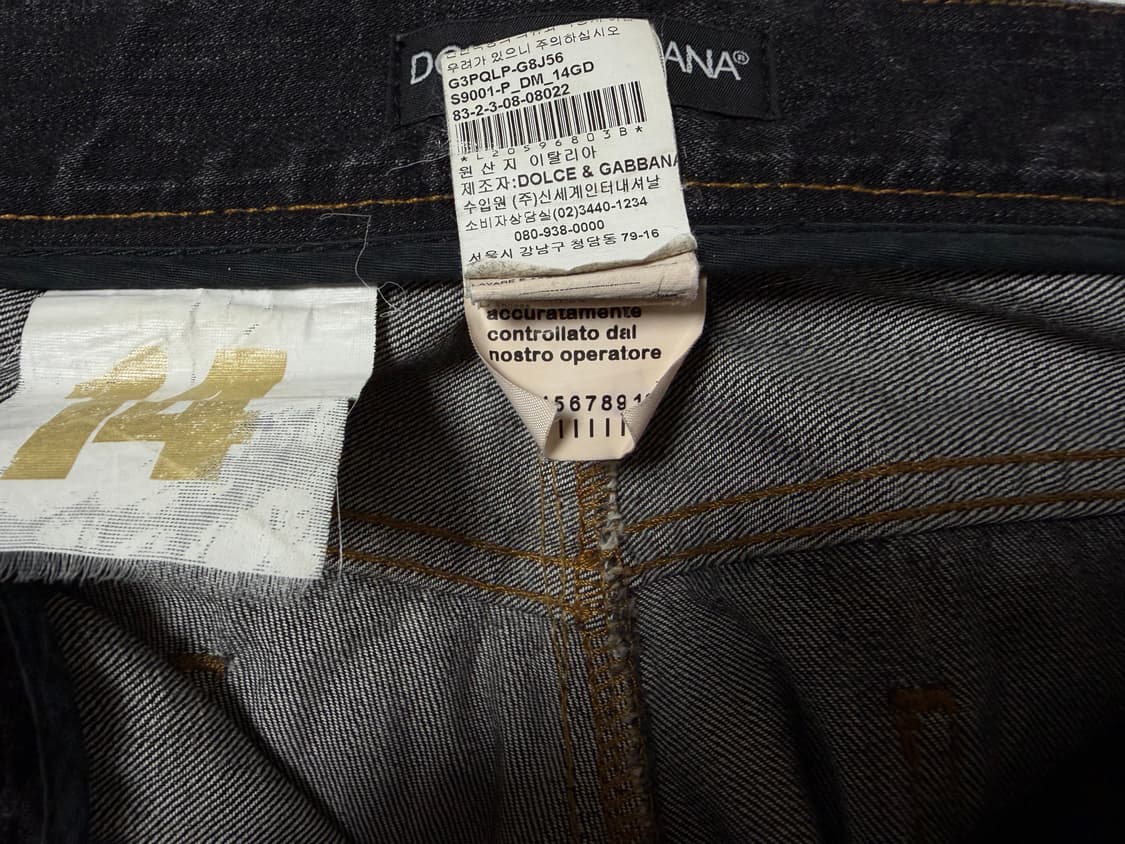 우려가 있으니 주의하십시오
G3PQLP-G8J56
S9001-P_DM_14GD
83-2-3-08-08022
*L20596803B*
원 산 지 이탈리아
제조자:DOLCE & GABBANA
수입원 (주)신세계인터내셔날
소비자상담실(02)3440-1234
080-938-0000
서울시 강남구 청담동 79-16
accuratamente
controllato dal
nostro operatore
56789
14